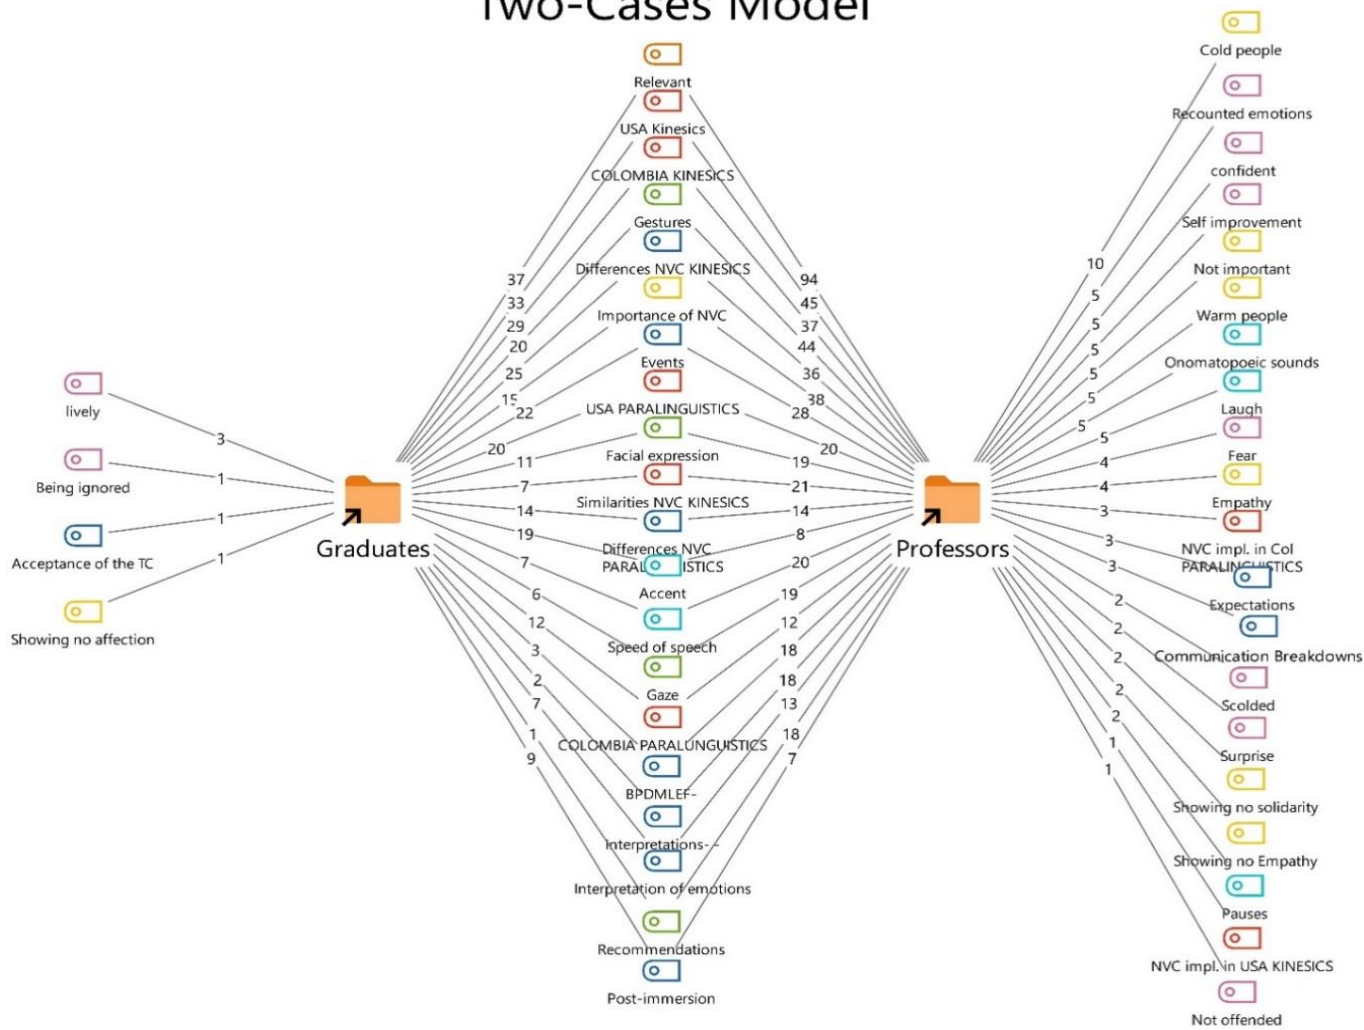 Two-Cases Model
lively
Being ignored
Acceptance of the TC
Showing no affection
3
1
1
1
Graduates
37
33
29
20
25
15
22
20
11
7
14
19
7
6
12
3
2
7
1
9
Relevant
USA Kinesics
COLOMBIA KINESICS
Gestures
Differences NVC KINESICS
Importance of NVC
Events
USA PARALINGUISTICS
Facial expression
Similarities NVC KINESICS
Differences NVC
PARALINGUISTICS
Accent
Speed of speech
Gaze
COLOMBIA PARALUNGUISTICS
BPDMLEF-
Interpretations--
Interpretation of emotions
Recommendations
Post-immersion
94
45
37
44
36
38
28
20
19
21
14
8
20
19
12
18
18
13
18
7
Professors
10
5
5
5
5
5
5
5
4
4
3
3
3
2
2
2
2
2
1
1
Cold people
Recounted emotions
confident
Self improvement
Not important
Warm people
Onomatopoeic sounds
Laugh
Fear
Empathy
NVC impl. in Col
PARALINGUISTICS
Expectations
Communication Breakdowns
Scolded
Surprise
Showing no solidarity
Showing no Empathy
Pauses
NVC impl. in USA KINESICS
Not offended